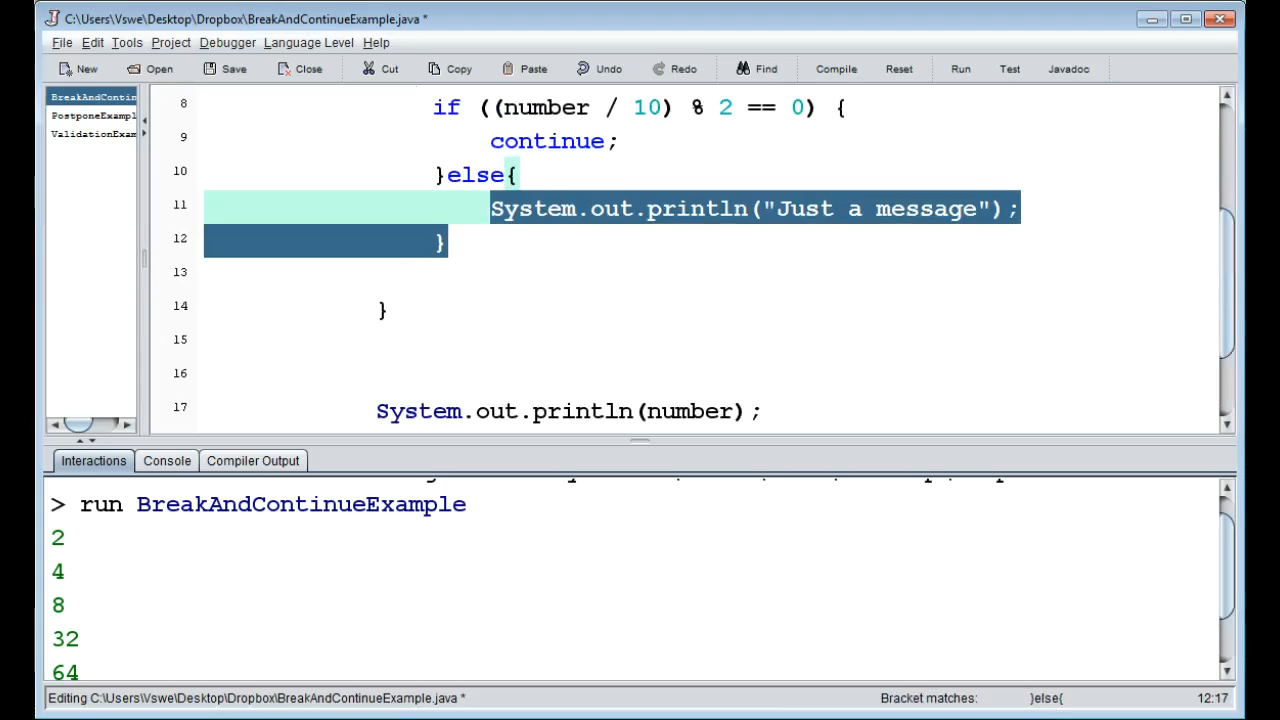 C:\Users\Vswe\Desktop\Dropbox\BreakAndContinueExample.java *
File Edit Tools Project Debugger Language Level Help
New Open Save Close Cut Copy Paste Undo Redo Find Compile Reset Run Test Javadoc
BreakAndContin
PostponeExampl
ValidationExam
8 if ((number / 10) % 2 == 0) {
9 continue;
10 }else{
11 System.out.println("Just a message");
12 }
13
14 }
15
16
17 System.out.println(number);
Interactions Console Compiler Output
> run BreakAndContinueExample
2
4
8
32
64
Editing C:\Users\Vswe\Desktop\Dropbox\BreakAndContinueExample.java * Bracket matches: }else{ 12:17